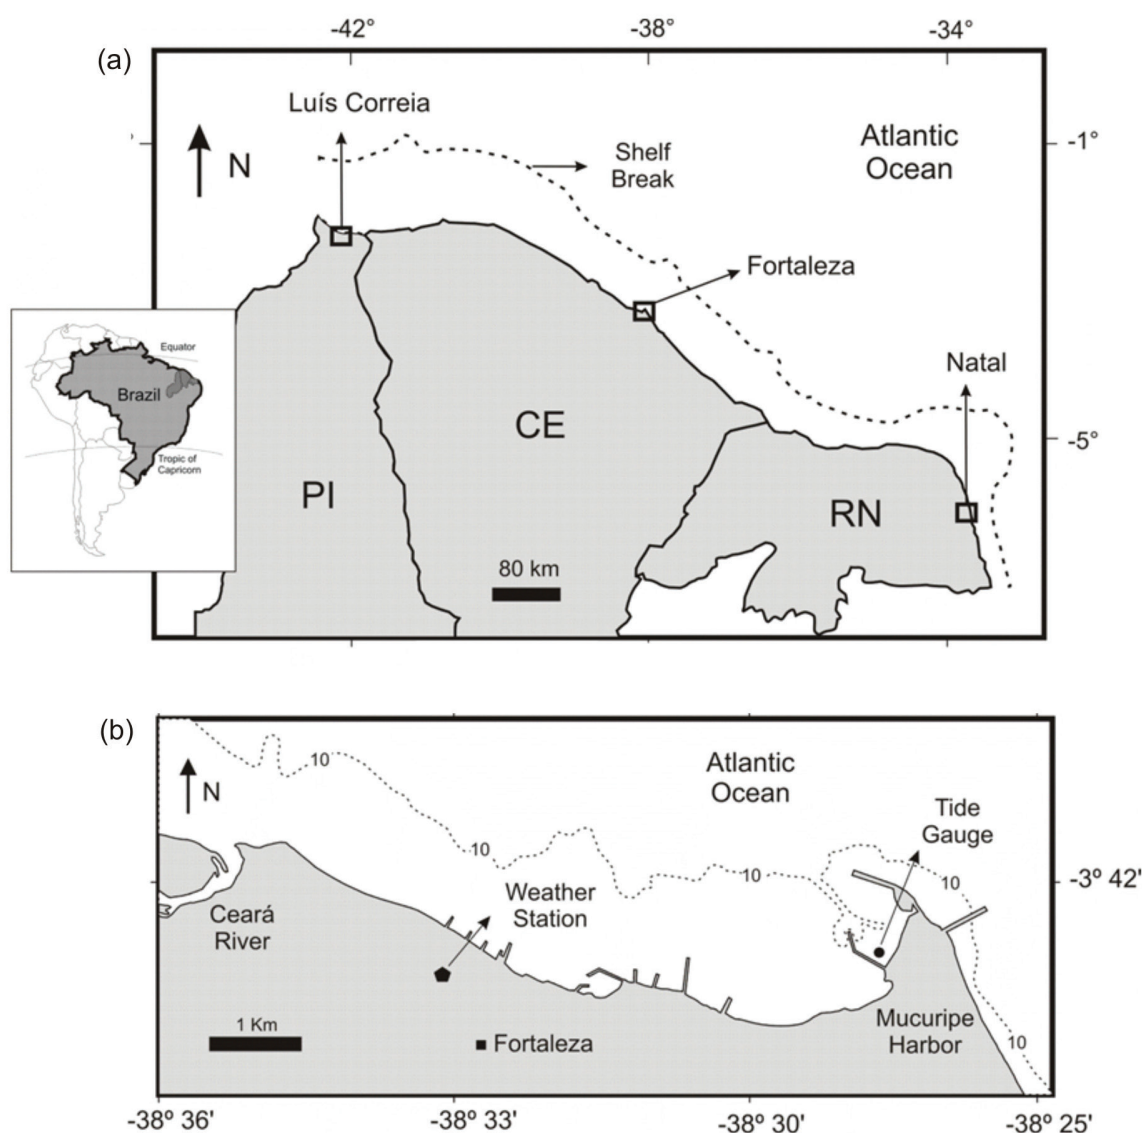 (a)
-42°
-38°
-34°
Luís Correia
Atlantic
Ocean
-1°
N
Shelf
Break
Fortaleza
Natal
Equator
Brazil
Tropic of
Capricorn
CE
-5°
PI
RN
80 km
(b)
10
Atlantic
Ocean
N
Tide
Gauge
10
10
10
-3° 42'
Weather
Station
Ceará
River
1 Km
Fortaleza
Mucuripe
Harbor
10
-38° 36'
-38° 33'
-38° 30'
-38° 25'